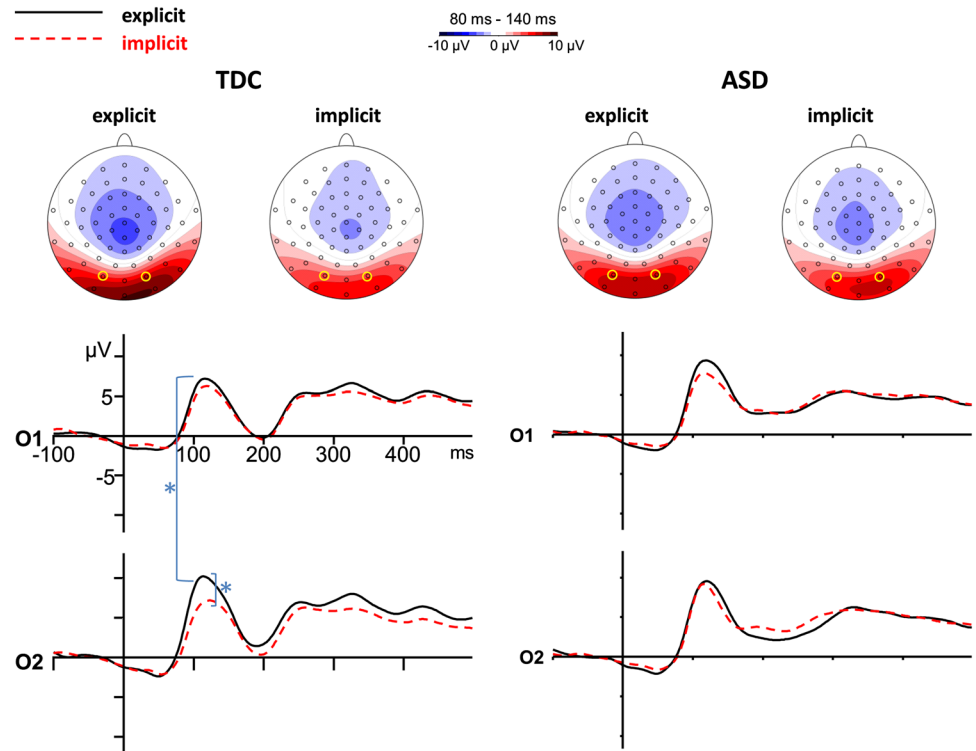 explicit
implicit
80 ms - 140 ms
-10 µV 0 µV 10 µV
TDC
ASD
explicit
implicit
explicit
implicit
µV
5
O1
-100 100 200 300 400 ms
-5
*
O1
*
O2
O2